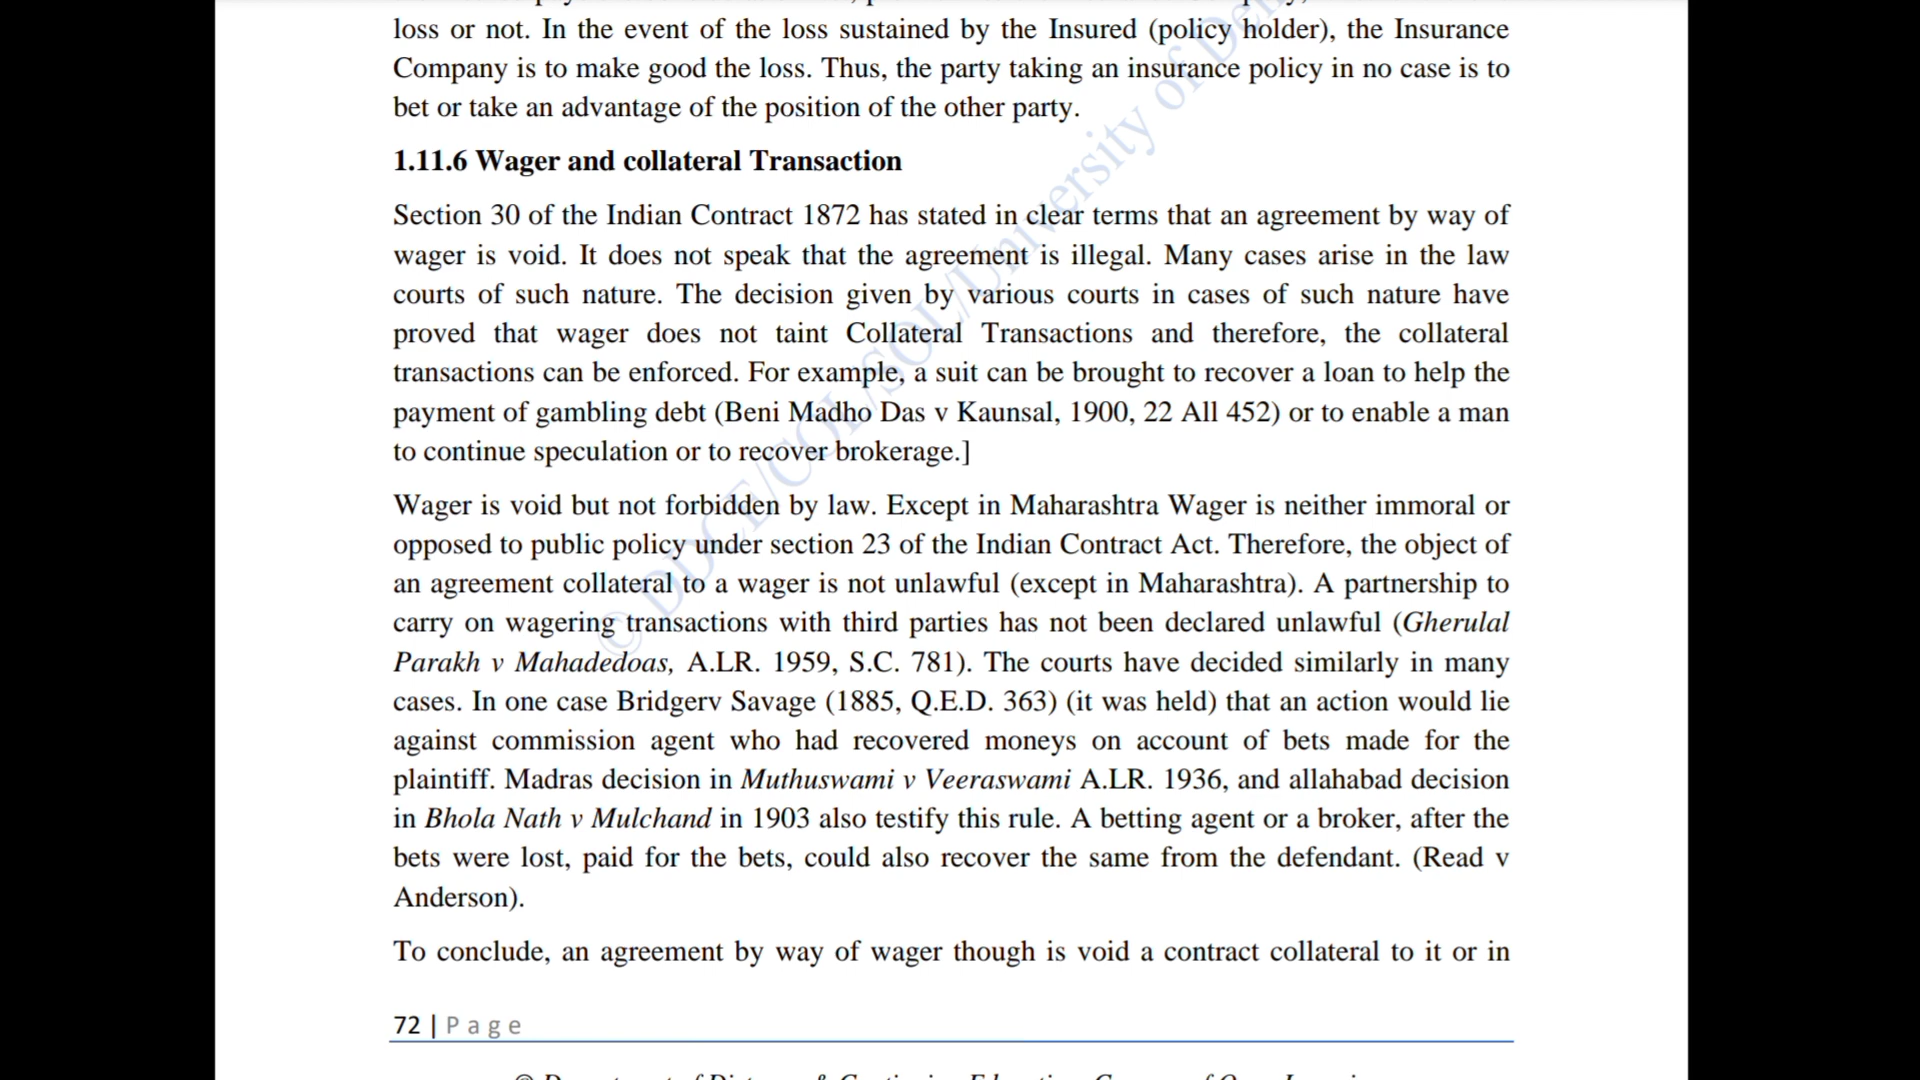 loss or not. In the event of the loss sustained by the Insured (policy holder), the Insurance
Company is to make good the loss. Thus, the party taking an insurance policy in no case is to
bet or take an advantage of the position of the other party.
1.11.6 Wager and collateral Transaction
Section 30 of the Indian Contract 1872 has stated in clear terms that an agreement by way of
wager is void. It does not speak that the agreement is illegal. Many cases arise in the law
courts of such nature. The decision given by various courts in cases of such nature have
proved that wager does not taint Collateral Transactions and therefore, the collateral
transactions can be enforced. For example, a suit can be brought to recover a loan to help the
payment of gambling debt (Beni Madho Das v Kaunsal, 1900, 22 All 452) or to enable a man
to continue speculation or to recover brokerage.]
Wager is void but not forbidden by law. Except in Maharashtra Wager is neither immoral or
opposed to public policy under section 23 of the Indian Contract Act. Therefore, the object of
an agreement collateral to a wager is not unlawful (except in Maharashtra). A partnership to
carry on wagering transactions with third parties has not been declared unlawful (Gherulal
Parakh v Mahadedoas, A.LR. 1959, S.C. 781). The courts have decided similarly in many
cases. In one case Bridgerv Savage (1885, Q.E.D. 363) (it was held) that an action would lie
against commission agent who had recovered moneys on account of bets made for the
plaintiff. Madras decision in Muthuswami v Veeraswami A.LR. 1936, and allahabad decision
in Bhola Nath v Mulchand in 1903 also testify this rule. A betting agent or a broker, after the
bets were lost, paid for the bets, could also recover the same from the defendant. (Read v
Anderson).
To conclude, an agreement by way of wager though is void a contract collateral to it or in
72 | Page
© DDCE/COL/SOL/University of